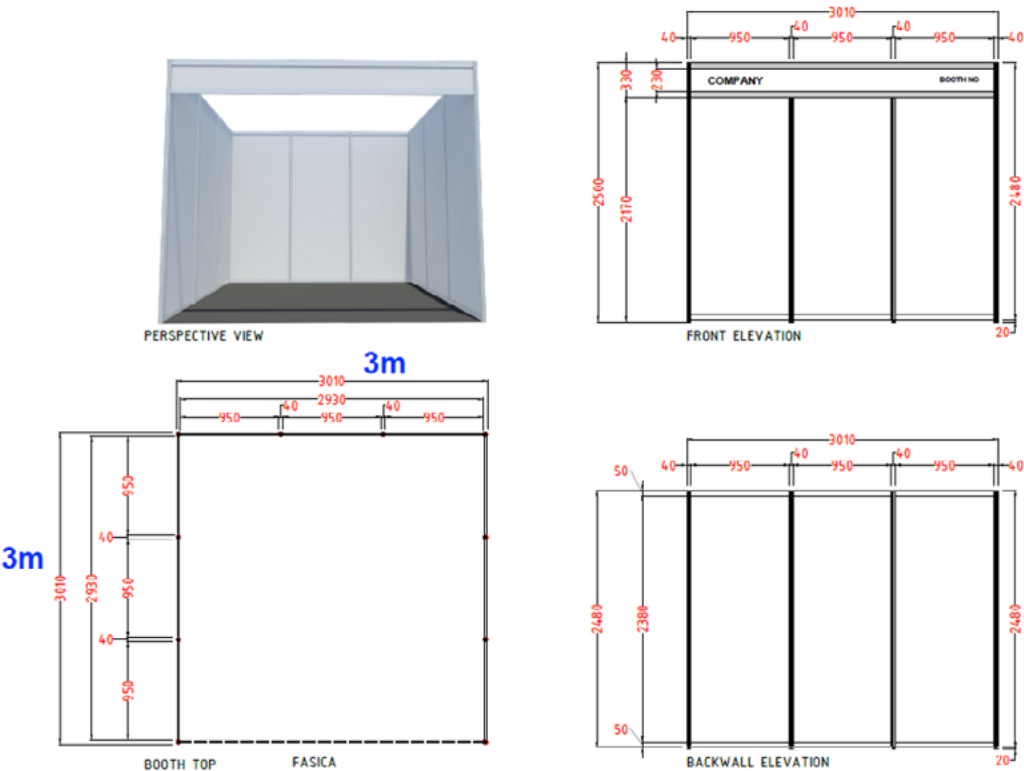 3010
40 950 40 950 40 950 40
330
230
COMPANY BOOTH NO
2500
2170
2480
20
PERSPECTIVE VIEW
FRONT ELEVATION
3m
3010
2930
950 40 950 40 950
3m
3010
2930
950
40
950
40
950
BOOTH TOP
FASICA
3010
40 950 40 950 40 950 40
50
2480
2380
2480
50
20
BACKWALL ELEVATION